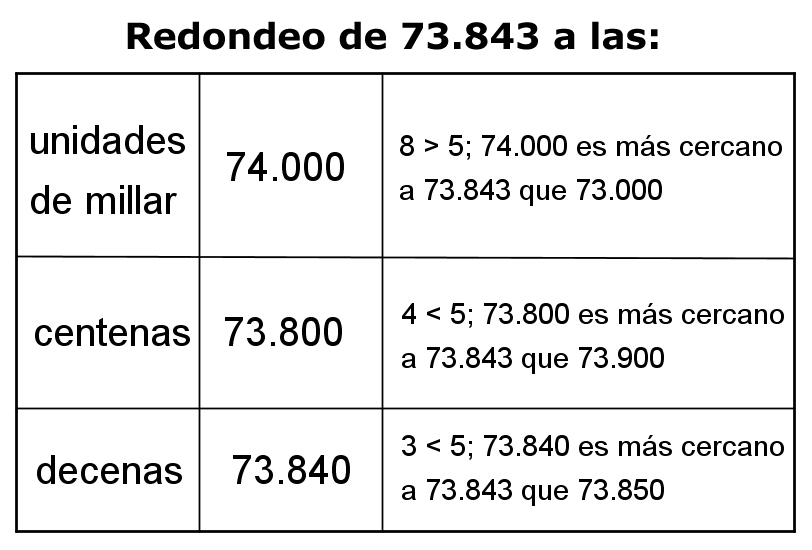 Redondeo de 73.843 a las:
unidades
de millar
74.000
8 > 5; 74.000 es más cercano
a 73.843 que 73.000
centenas
73.800
4 < 5; 73.800 es más cercano
a 73.843 que 73.900
decenas
73.840
3 < 5; 73.840 es más cercano
a 73.843 que 73.850